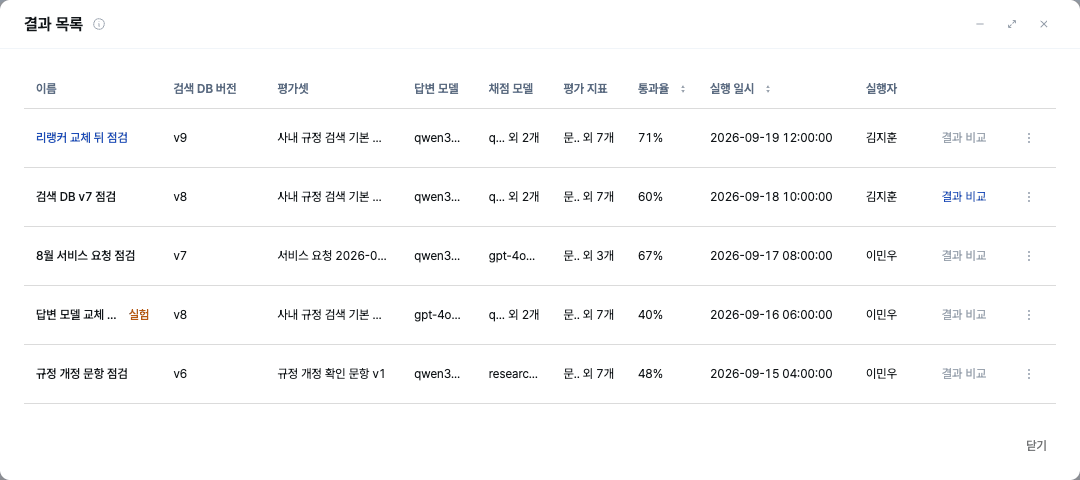 결과 목록
이름 검색 DB 버전 평가셋 답변 모델 채점 모델 평가 지표 통과율 실행 일시 실행자
리랭커 교체 뒤 점검 v9 사내 규정 검색 기본 ... qwen3... q... 외 2개 문.. 외 7개 71% 2026-09-19 12:00:00 김지훈 결과 비교
검색 DB v7 점검 v8 사내 규정 검색 기본 ... qwen3... q... 외 2개 문.. 외 7개 60% 2026-09-18 10:00:00 김지훈 결과 비교
8월 서비스 요청 점검 v7 서비스 요청 2026-0... qwen3... gpt-4o... 문.. 외 3개 67% 2026-09-17 08:00:00 이민우 결과 비교
답변 모델 교체 ... 실험 v8 사내 규정 검색 기본 ... gpt-4o... q... 외 2개 문.. 외 7개 40% 2026-09-16 06:00:00 이민우 결과 비교
규정 개정 문항 점검 v6 규정 개정 확인 문항 v1 qwen3... researc... 문.. 외 7개 48% 2026-09-15 04:00:00 이민우 결과 비교
닫기